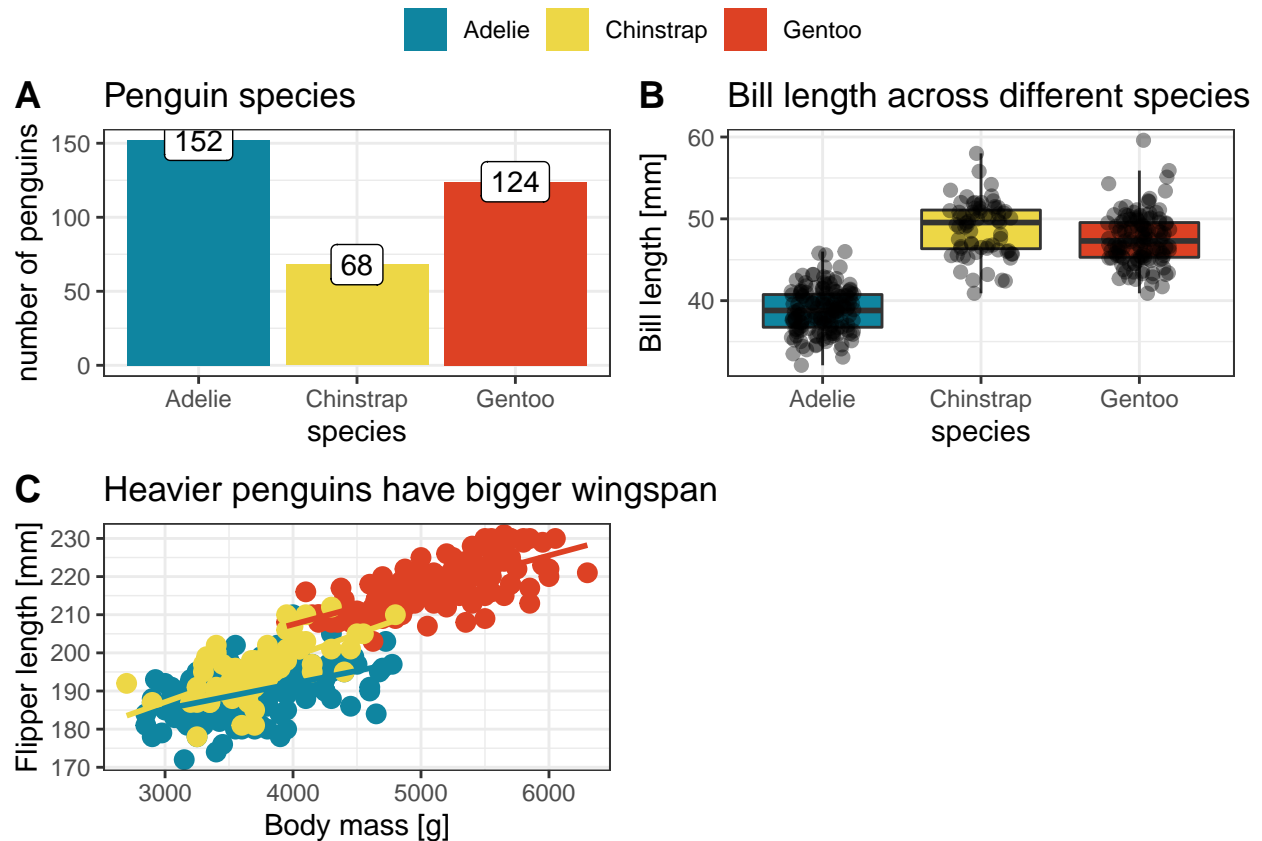 Adelie Chinstrap Gentoo
A Penguin species
number of penguins
150
100
50
0
152
68
124
Adelie Chinstrap Gentoo
species
B Bill length across different species
Bill length [mm]
60
50
40
Adelie Chinstrap Gentoo
species
C Heavier penguins have bigger wingspan
Flipper length [mm]
230
220
210
200
190
180
170
3000 4000 5000 6000
Body mass [g]